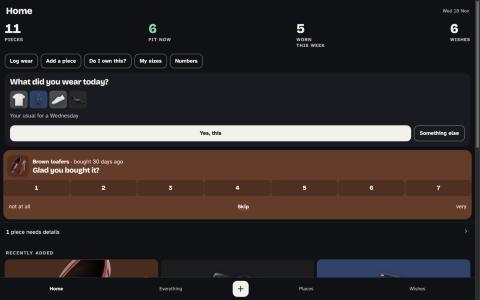 Home
Wed 18 Nov
11
PIECES
6
FIT NOW
5
WORN
THIS WEEK
6
WISHES
Log wear
Add a piece
Do I own this?
My sizes
Numbers
What did you wear today?
Your usual for a Wednesday
Yes, this
Something else
Brown loafers · bought 30 days ago
Glad you bought it?
1 2 3 4 5 6 7
not at all
Skip
very
1 piece needs details
RECENTLY ADDED
Home
Everything
+
Places
Wishes